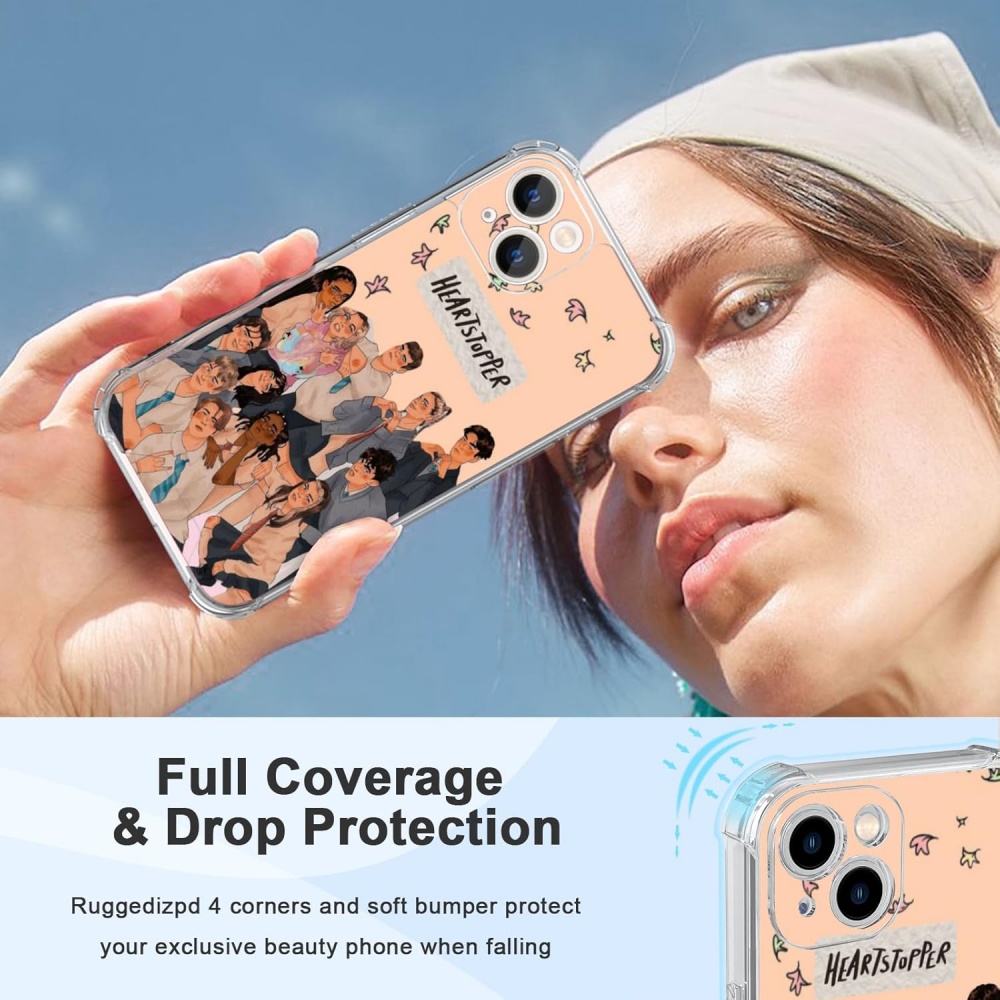 HEARTSTOPPER
Full Coverage
& Drop Protection
Ruggedizpd 4 corners and soft bumper protect
your exclusive beauty phone when falling
HEARTSTOPPER